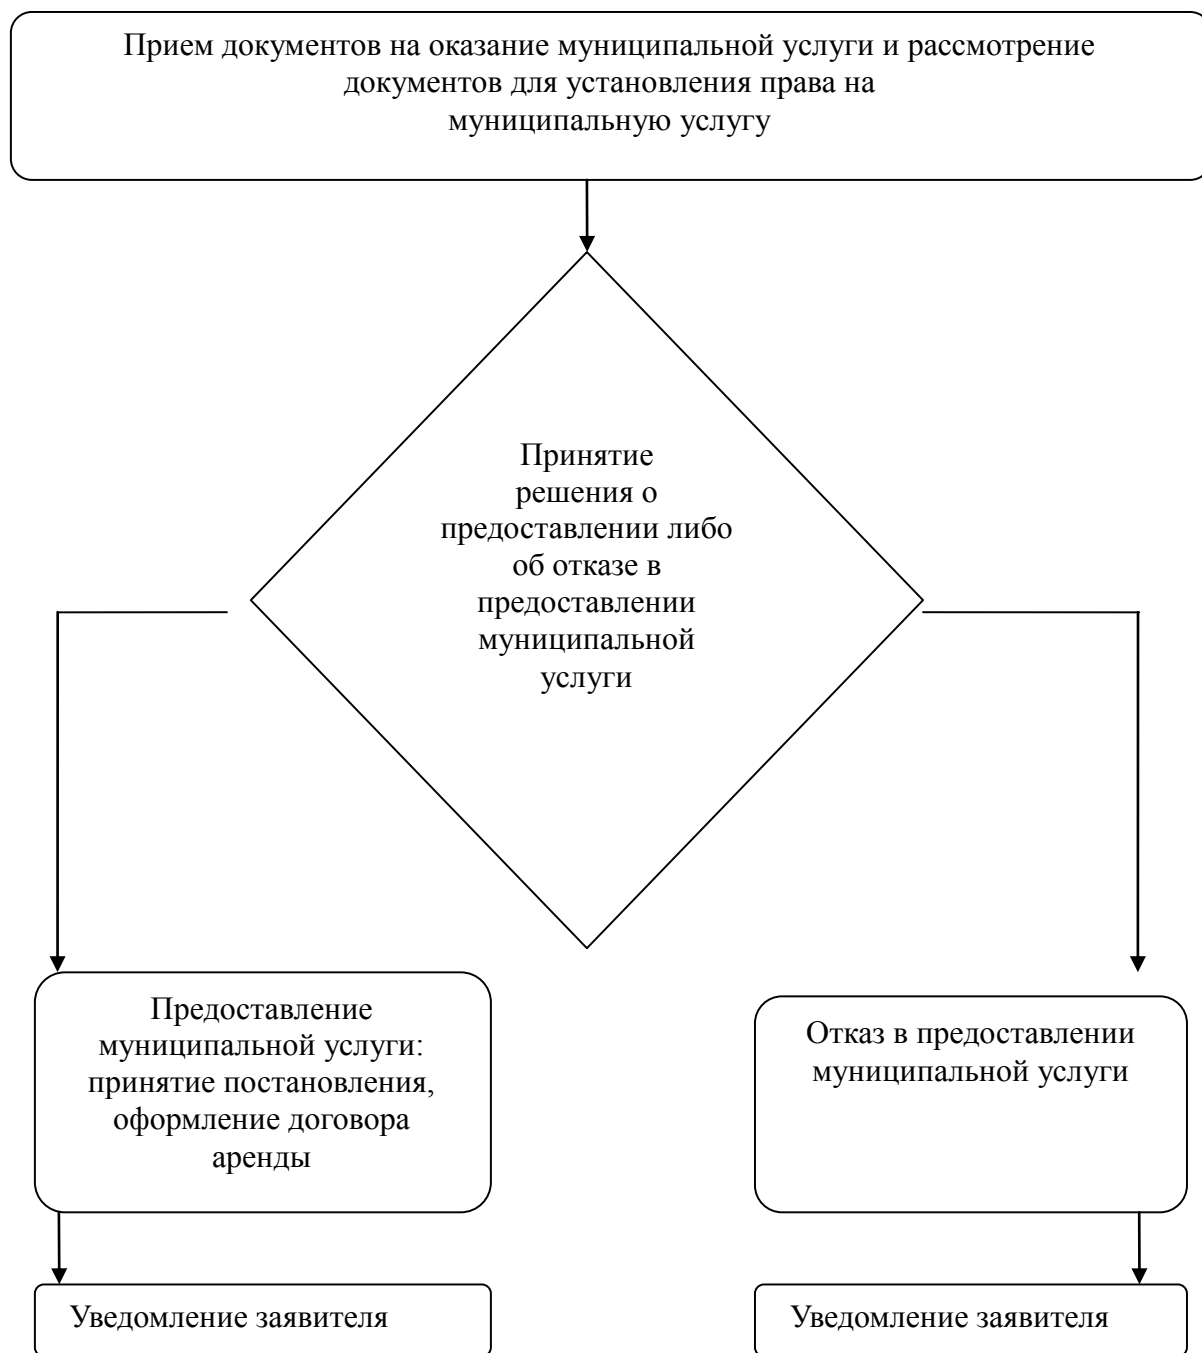 Прием документов на оказание муниципальной услуги и рассмотрение
документов для установления права на
муниципальную услугу
Принятие
решения о
предоставлении либо
об отказе в
предоставлении
муниципальной
услуги
Предоставление
муниципальной услуги:
принятие постановления,
оформление договора
аренды
Отказ в предоставлении
муниципальной услуги
Уведомление заявителя
Уведомление заявителя